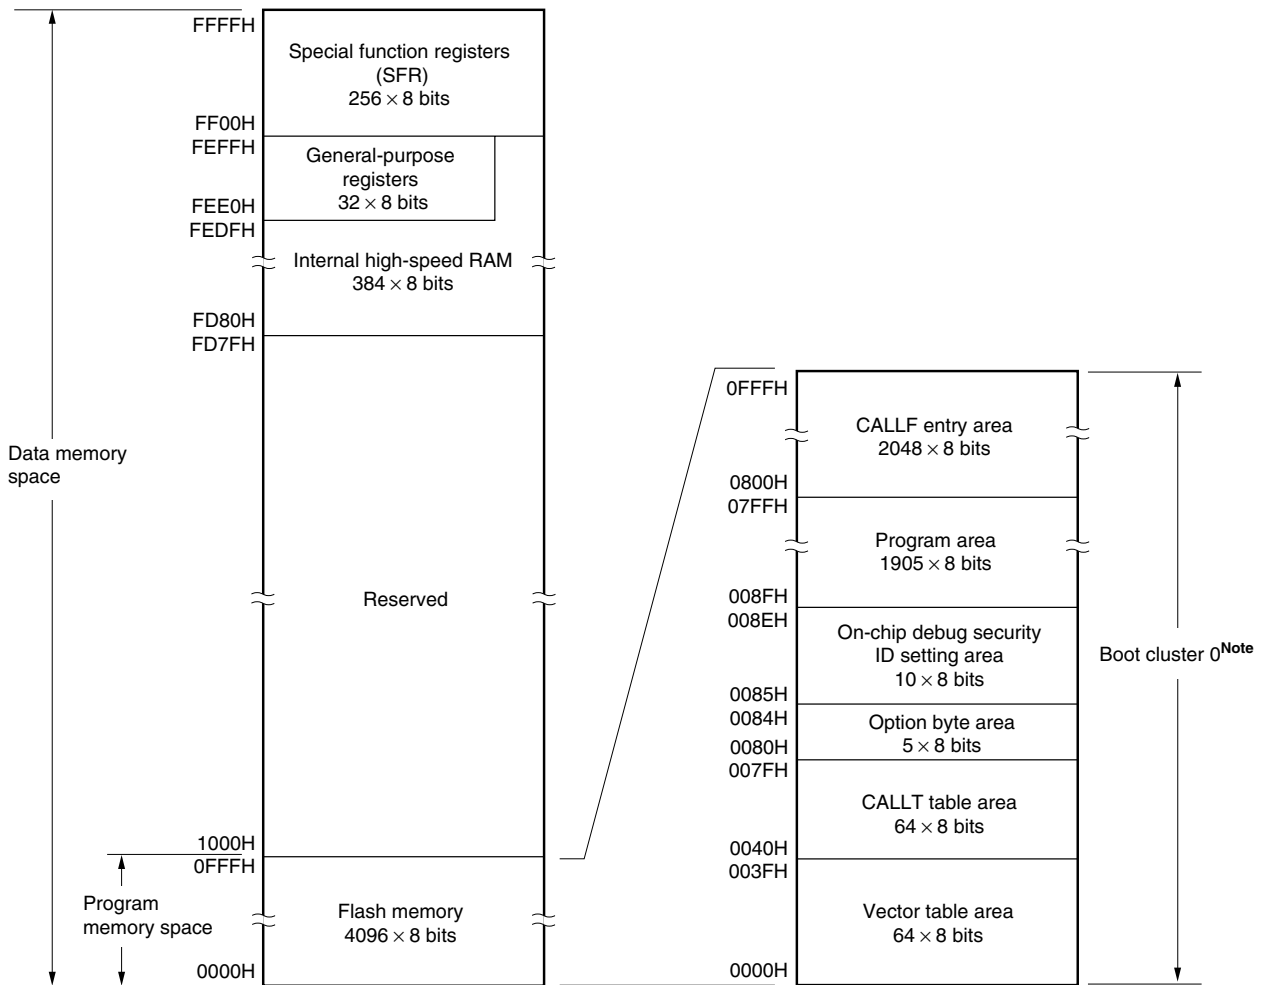 FFFFH
Special function registers
(SFR)
256 × 8 bits
FF00H
FEFFH
General-purpose
registers
32 × 8 bits
FEE0H
FEDFH
Internal high-speed RAM
384 × 8 bits
FD80H
FD7FH
Data memory
space
Reserved
1000H
0FFFH
Program
memory space
Flash memory
4096 × 8 bits
0000H
0FFFH
CALLF entry area
2048 × 8 bits
0800H
07FFH
Program area
1905 × 8 bits
008FH
008EH
On-chip debug security
ID setting area
10 × 8 bits
0085H
0084H
Option byte area
5 × 8 bits
0080H
007FH
CALLT table area
64 × 8 bits
0040H
003FH
Vector table area
64 × 8 bits
0000H
Boot cluster 0Note